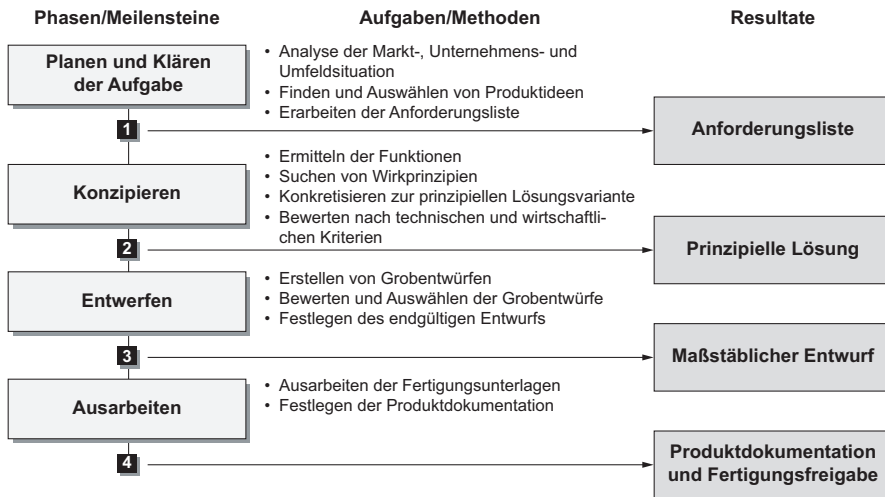 Phasen/Meilensteine
Aufgaben/Methoden
Resultate
Planen und Klären
der Aufgabe
• Analyse der Markt-, Unternehmens- und
Umfeldsituation
• Finden und Auswählen von Produktideen
• Erarbeiten der Anforderungsliste
1
Anforderungsliste
Konzipieren
• Ermitteln der Funktionen
• Suchen von Wirkprinzipien
• Konkretisieren zur prinzipiellen Lösungsvariante
• Bewerten nach technischen und wirtschaftli-
chen Kriterien
2
Prinzipielle Lösung
Entwerfen
• Erstellen von Grobentwürfen
• Bewerten und Auswählen der Grobentwürfe
• Festlegen des endgültigen Entwurfs
3
Maßstäblicher Entwurf
Ausarbeiten
• Ausarbeiten der Fertigungsunterlagen
• Festlegen der Produktdokumentation
4
Produktdokumentation
und Fertigungsfreigabe